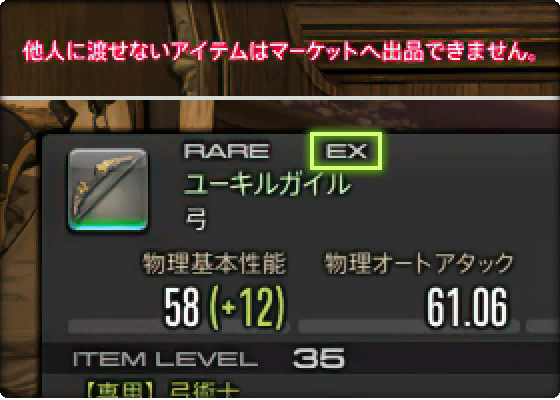 他人に渡せないアイテムはマーケットへ出品できません。
RARE EX
ユーキルガイル
弓
物理基本性能 物理オートアタック
58 (+12) 61.06
ITEM LEVEL 35
【専用】弓術士